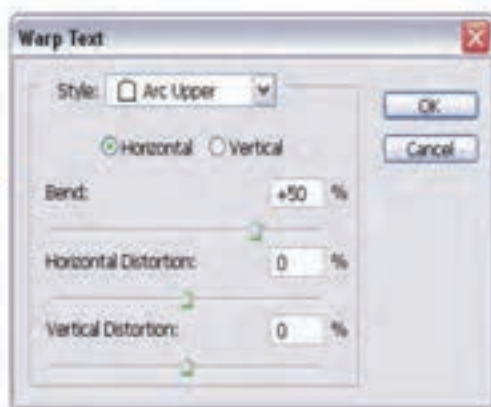 Warp Text
Style: Arc Upper
OK
Horizontal Vertical
Cancel
Bend: +50 %
Horizontal Distortion: 0 %
Vertical Distortion: 0 %